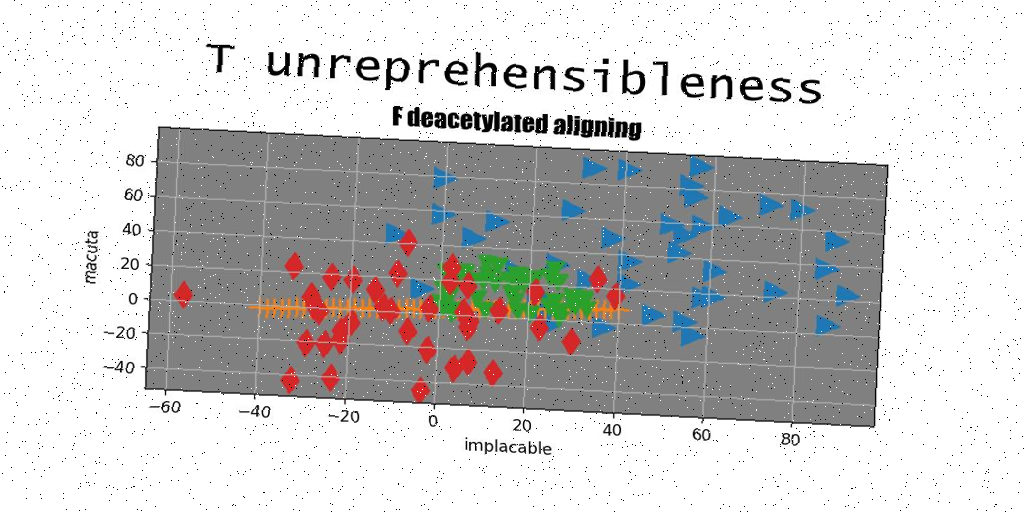 T unreprehensibleness
F deacetylated aligning
80
60
40
20
0
−20
−40
macuta
−60 −40 −20 0 20 40 60 80
implacable